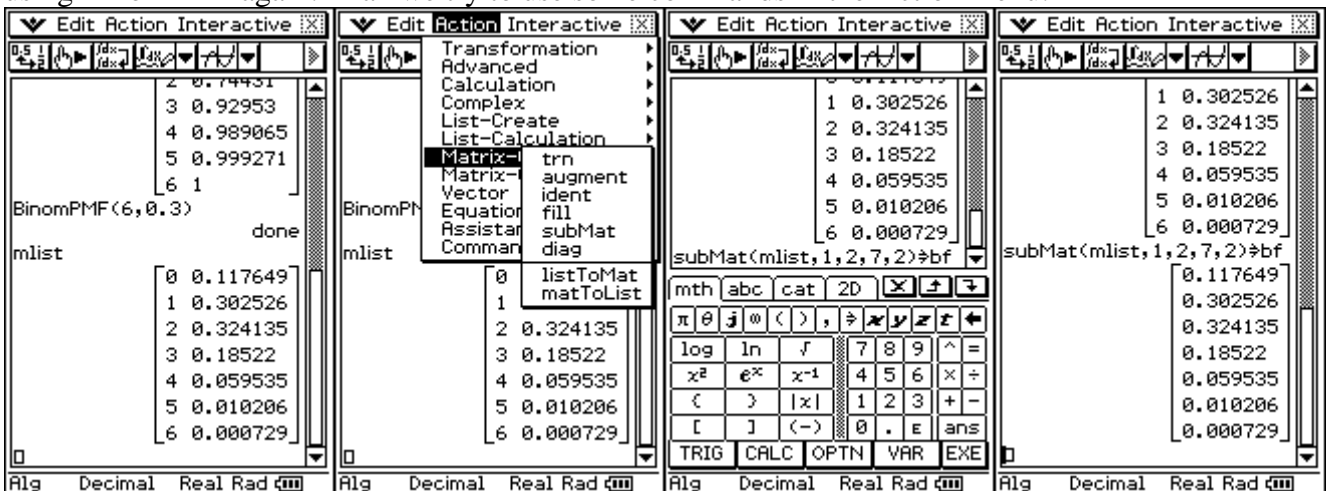 Edit Action Interactive
2 0.74431
3 0.92953
4 0.989065
5 0.999271
6 1
BinomPMF(6,0.3)
done
mlist
0 0.117649
1 0.302526
2 0.324135
3 0.18522
4 0.059535
5 0.010206
6 0.000729
Alg Decimal Real Rad
Edit Action Interactive
Transformation
Advanced
Calculation
Complex
List-Create
List-Calculation
Matrix-
Matrix-
Vector
Equation
Assistan
Comman
trn
augment
ident
fill
subMat
diag
listToMat
matToList
BinomPM
mlist
0
1
2 0.324135
3 0.18522
4 0.059535
5 0.010206
6 0.000729
Alg Decimal Real Rad
Edit Action Interactive
1 0.302526
2 0.324135
3 0.18522
4 0.059535
5 0.010206
6 0.000729
subMat(mlist,1,2,7,2)⇒bf
mth abc cat 2D
π θ j ∞ ( ) , ⇒ x y z t
log ln √ 7 8 9 ^ =
x² eˣ x⁻¹ 4 5 6 × ÷
( ) |x| 1 2 3 + −
[ ] (−) 0 . E ans
TRIG CALC OPTN VAR EXE
Alg Decimal Real Rad
Edit Action Interactive
1 0.302526
2 0.324135
3 0.18522
4 0.059535
5 0.010206
6 0.000729
subMat(mlist,1,2,7,2)⇒bf
0.117649
0.302526
0.324135
0.18522
0.059535
0.010206
0.000729
Alg Decimal Real Rad